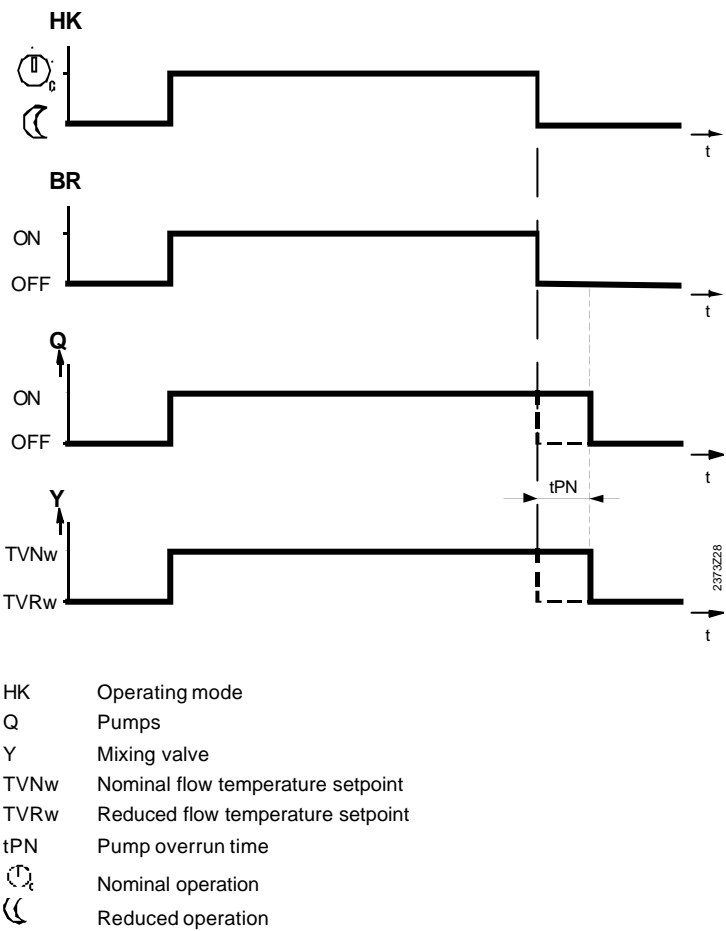 HK
t
BR
ON
OFF
t
Q
ON
OFF
t
tPN
Y
TVNw
TVRw
t
2373Z28
HK Operating mode
Q Pumps
Y Mixing valve
TVNw Nominal flow temperature setpoint
TVRw Reduced flow temperature setpoint
tPN Pump overrun time
Nominal operation
Reduced operation